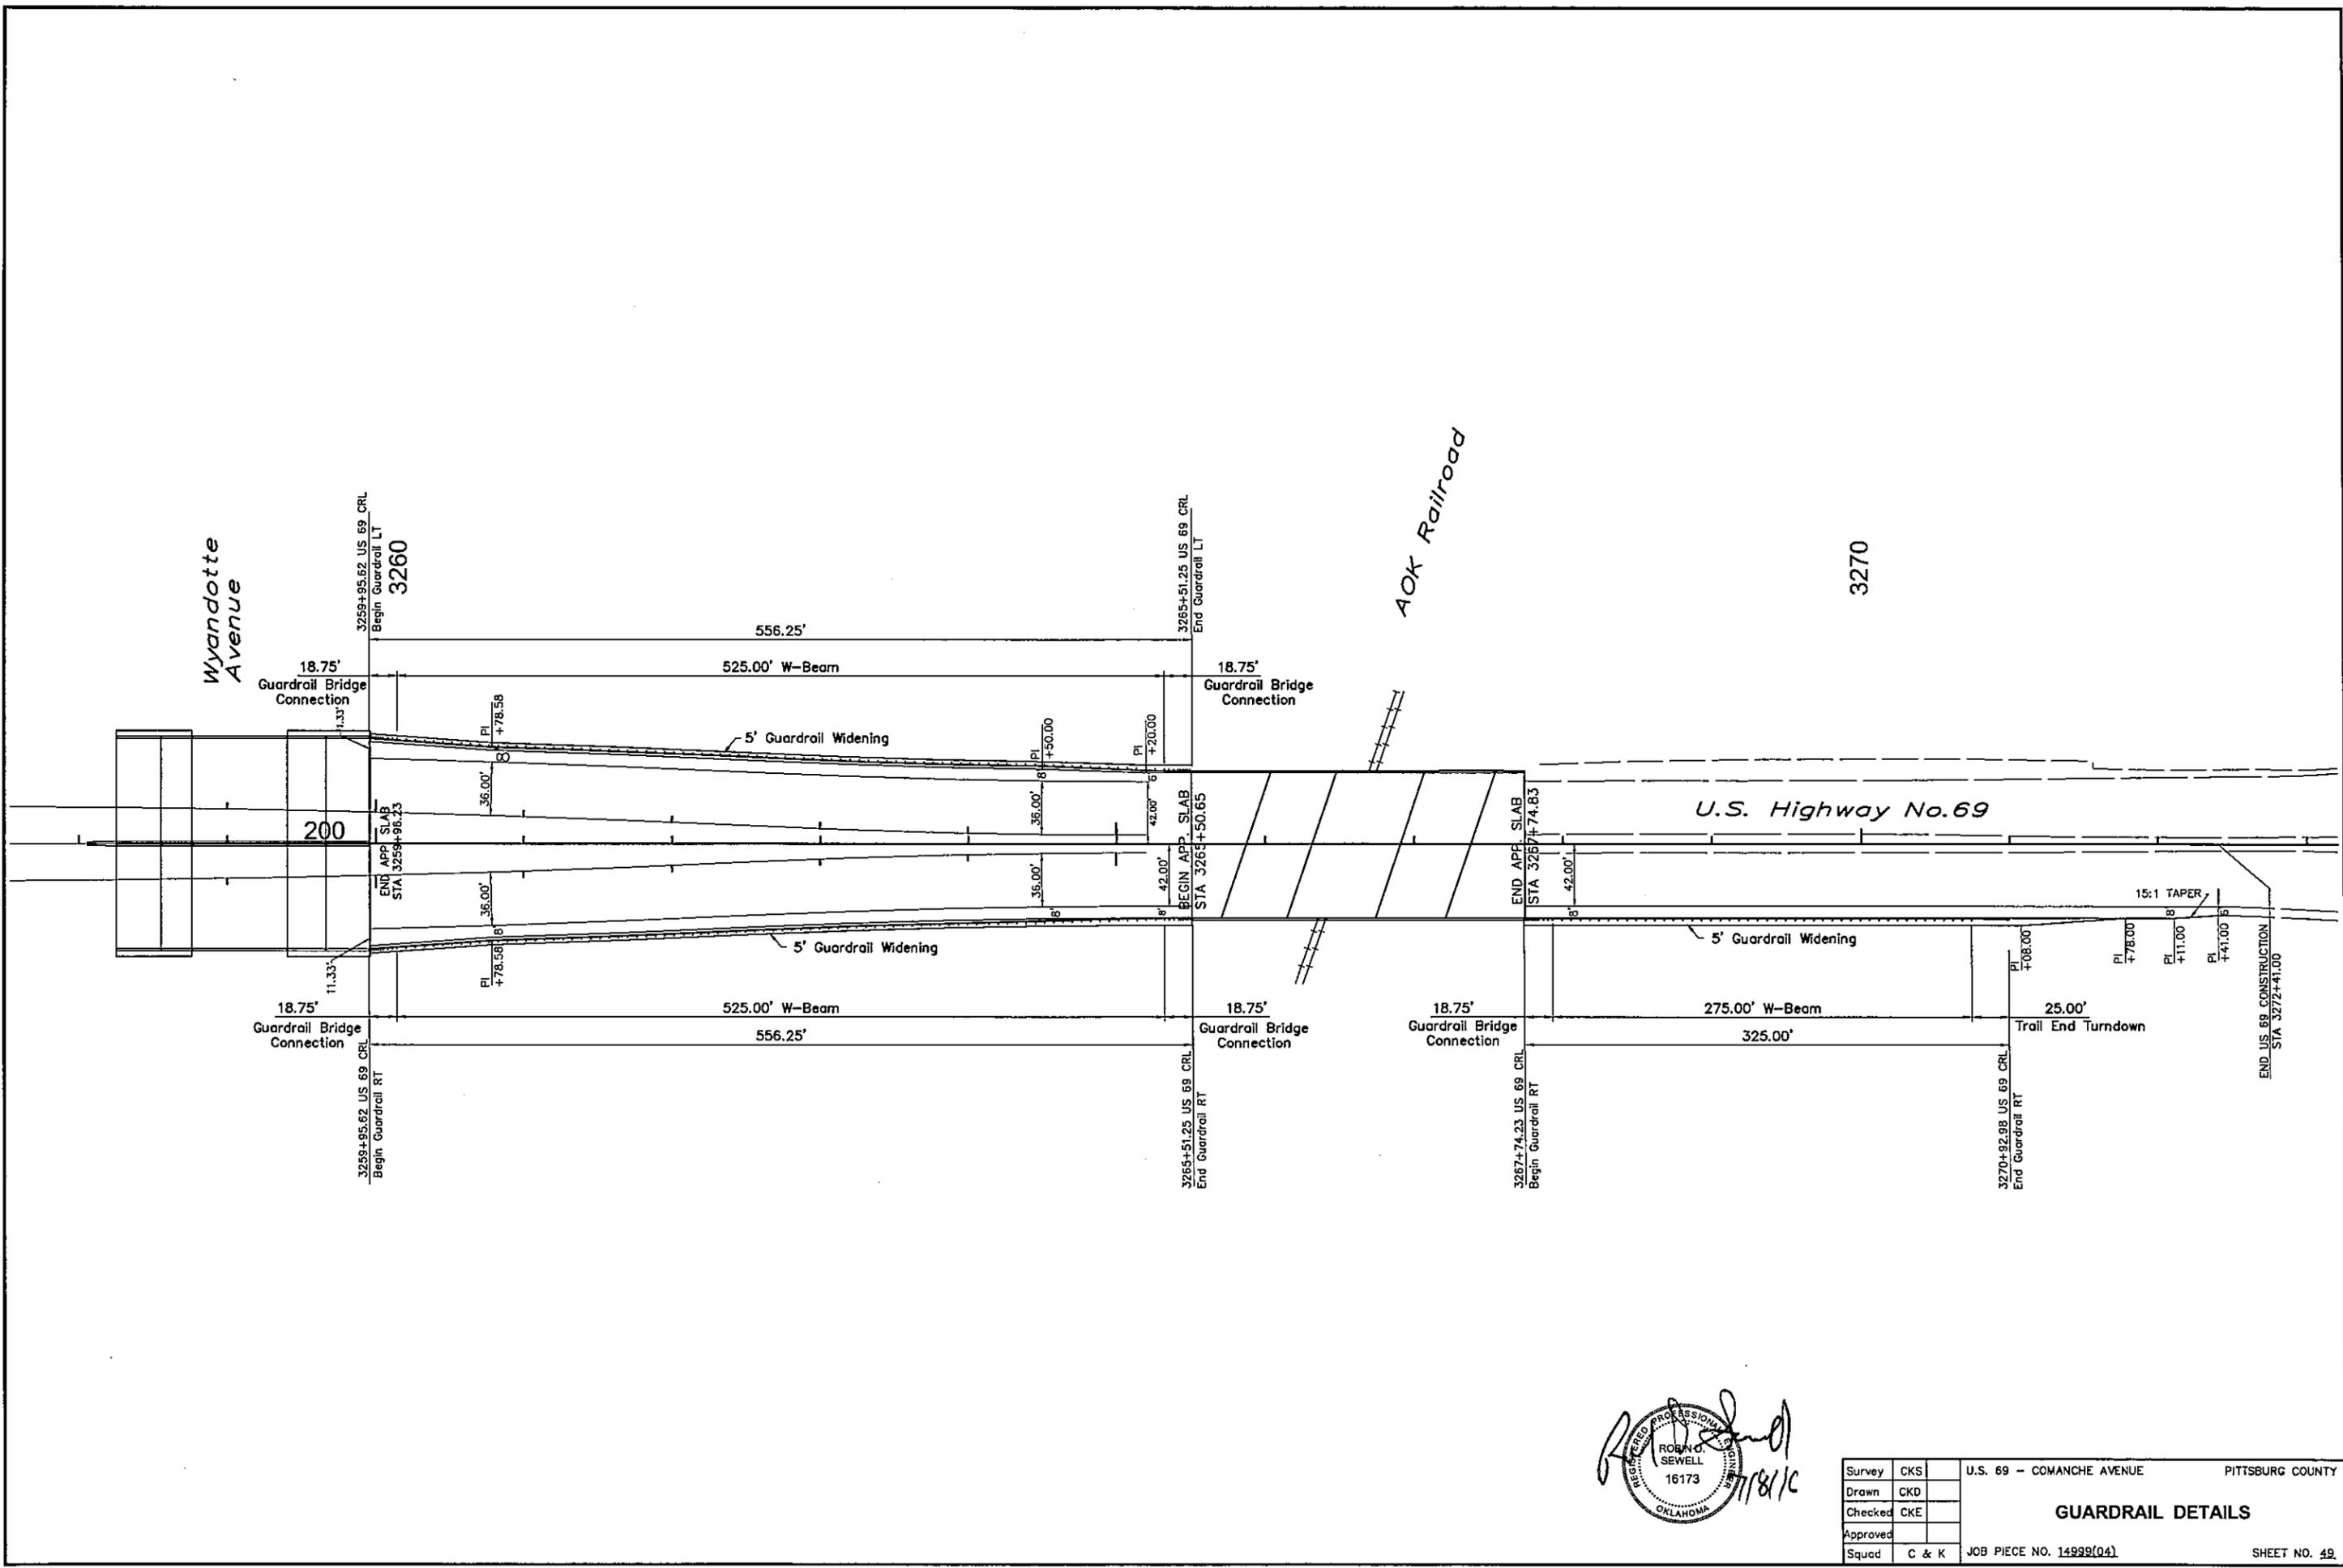 Wyandotte
Avenue
3259+95.62 US 69 CRL
Begin Guardrail LT
3260
3265+51.25 US 69 CRL
End Guardrail LT
AOK Railroad
3270
556.25'
18.75'
Guardrail Bridge
Connection
525.00' W-Beam
18.75'
Guardrail Bridge
Connection
PI
+78.58
5' Guardrail Widening
PI
+50.00
PI
+20.00
8
36.00'
8'
36.00'
6'
42.00'
200
END APP. SLAB
STA 3259+96.23
BEGIN APP. SLAB
STA 3265+50.65
END APP. SLAB
STA 3267+74.83
U.S. Highway No.69
36.00'
8'
36.00'
8'
42.00'
8'
42.00'
8'
15:1 TAPER
8'
6'
11.33'
PI
+78.58
5' Guardrail Widening
5' Guardrail Widening
PI
+08.00
PI
+78.00
PI
+11.00
PI
+41.00
END US 69 CONSTRUCTION
STA 3272+41.00
18.75'
Guardrail Bridge
Connection
525.00' W-Beam
556.25'
18.75'
Guardrail Bridge
Connection
18.75'
Guardrail Bridge
Connection
275.00' W-Beam
325.00'
25.00'
Trail End Turndown
3259+95.62 US 69 CRL
Begin Guardrail RT
3265+51.25 US 69 CRL
End Guardrail RT
3267+74.23 US 69 CRL
Begin Guardrail RT
3270+92.98 US 69 CRL
End Guardrail RT
REGISTERED PROFESSIONAL ENGINEER
ROBIN D.
SEWELL
16173
OKLAHOMA
Survey CKS
Drawn CKD
Checked CKE
Approved
Squad C & K
U.S. 69 - COMANCHE AVENUE PITTSBURG COUNTY
GUARDRAIL DETAILS
JOB PIECE NO. 14999(04) SHEET NO. 49